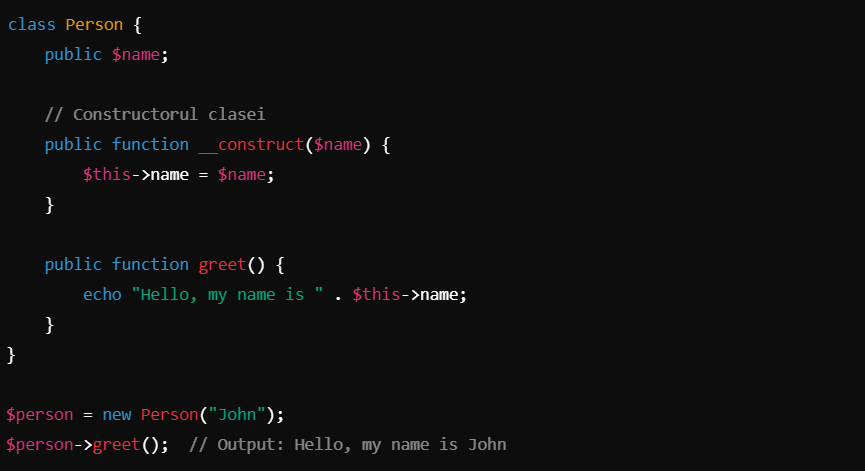 class Person {
    public $name;

    // Constructorul clasei
    public function __construct($name) {
        $this->name = $name;
    }

    public function greet() {
        echo "Hello, my name is " . $this->name;
    }
}

$person = new Person("John");
$person->greet();  // Output: Hello, my name is John